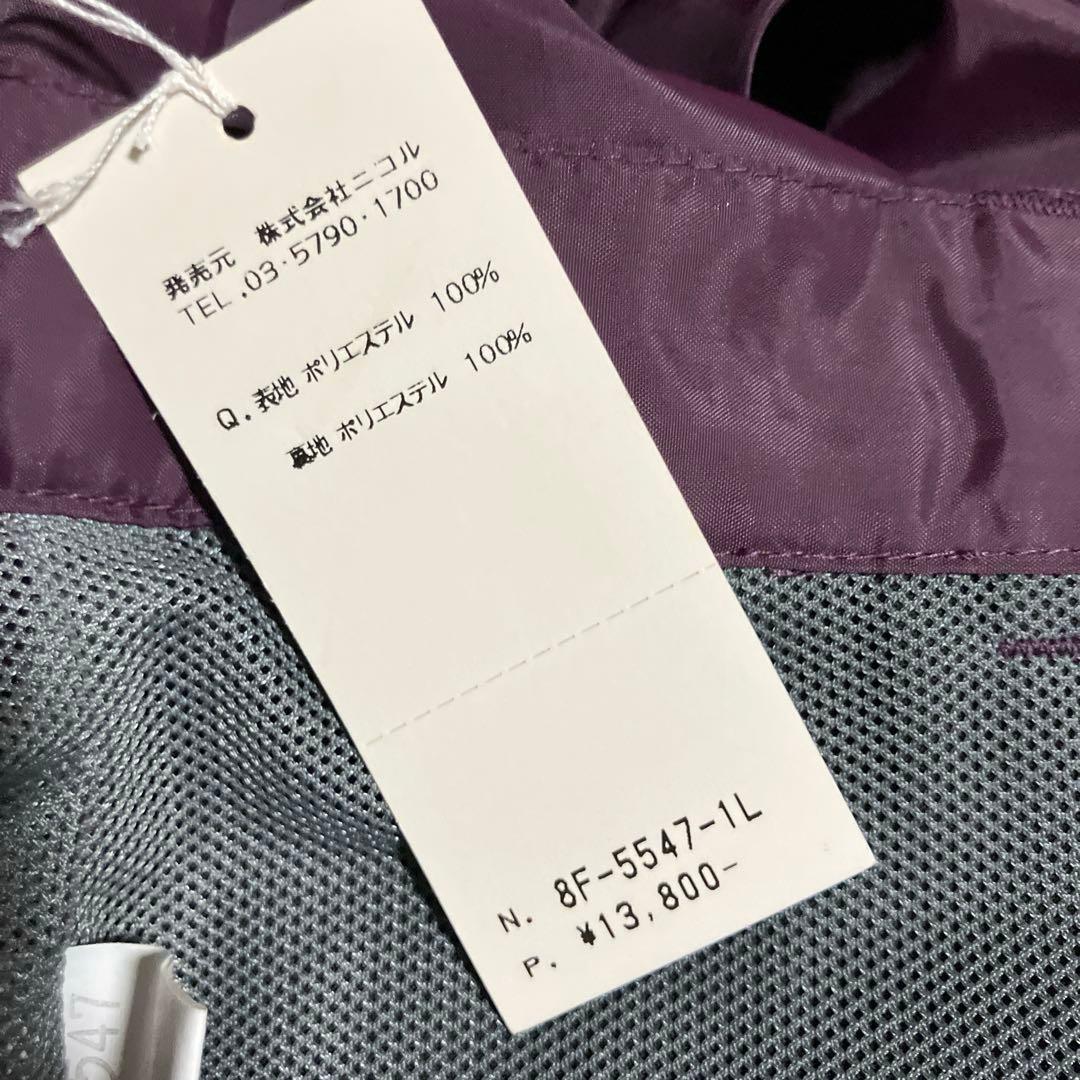 発売元 株式会社ニコル
TEL.03-5790-1700
Q. 表地 ポリエステル 100%
裏地 ポリエステル 100%
N. 8F-5547-1L
P. ¥13,800-
547